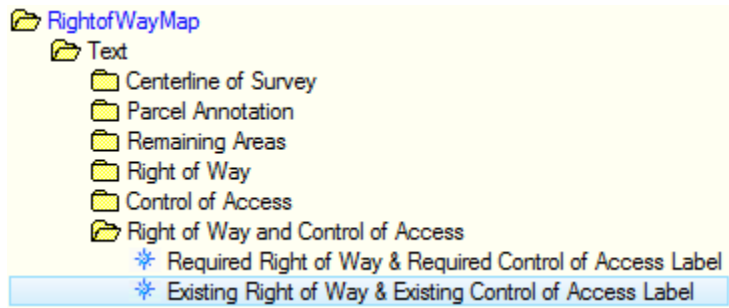 RightofWayMap
Text
Centerline of Survey
Parcel Annotation
Remaining Areas
Right of Way
Control of Access
Right of Way and Control of Access
Required Right of Way & Required Control of Access Label
Existing Right of Way & Existing Control of Access Label